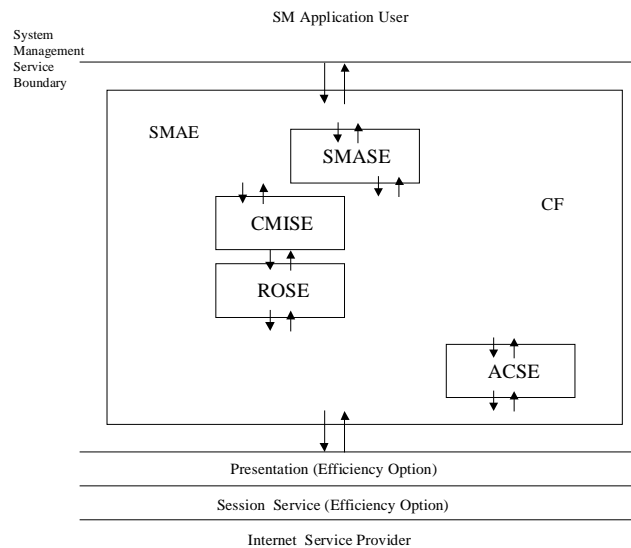 SM Application User
System
Management
Service
Boundary
SMAE
SMASE
CMISE
CF
ROSE
ACSE
Presentation (Efficiency Option)
Session Service (Efficiency Option)
Internet Service Provider